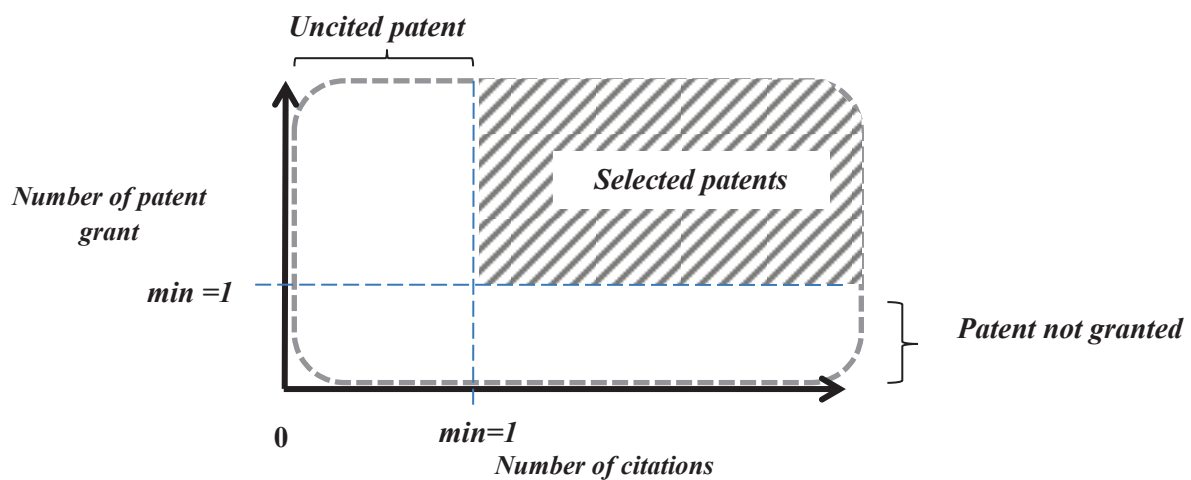 Uncited patent
Selected patents
Number of patent
grant
min =1
Patent not granted
0
min=1
Number of citations